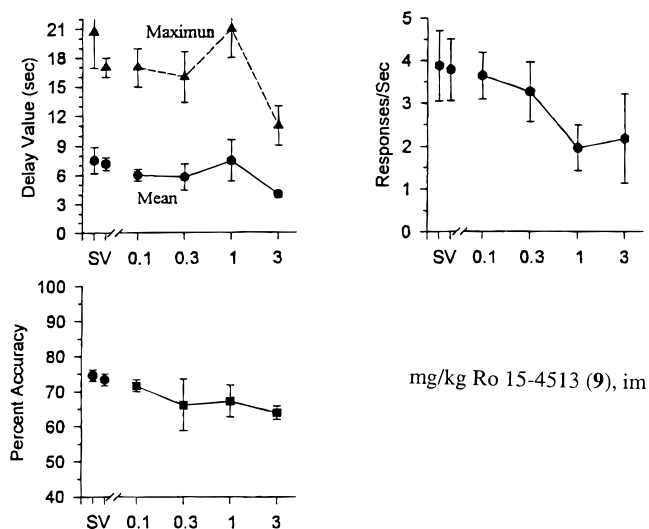 Delay Value (sec)
21
18
15
12
9
6
3
0
Maximun
Mean
SV 0.1 0.3 1 3
Responses/Sec
5
4
3
2
1
0
SV 0.1 0.3 1 3
Percent Accuracy
100
90
80
70
60
50
40
SV 0.1 0.3 1 3
mg/kg Ro 15-4513 (9), im